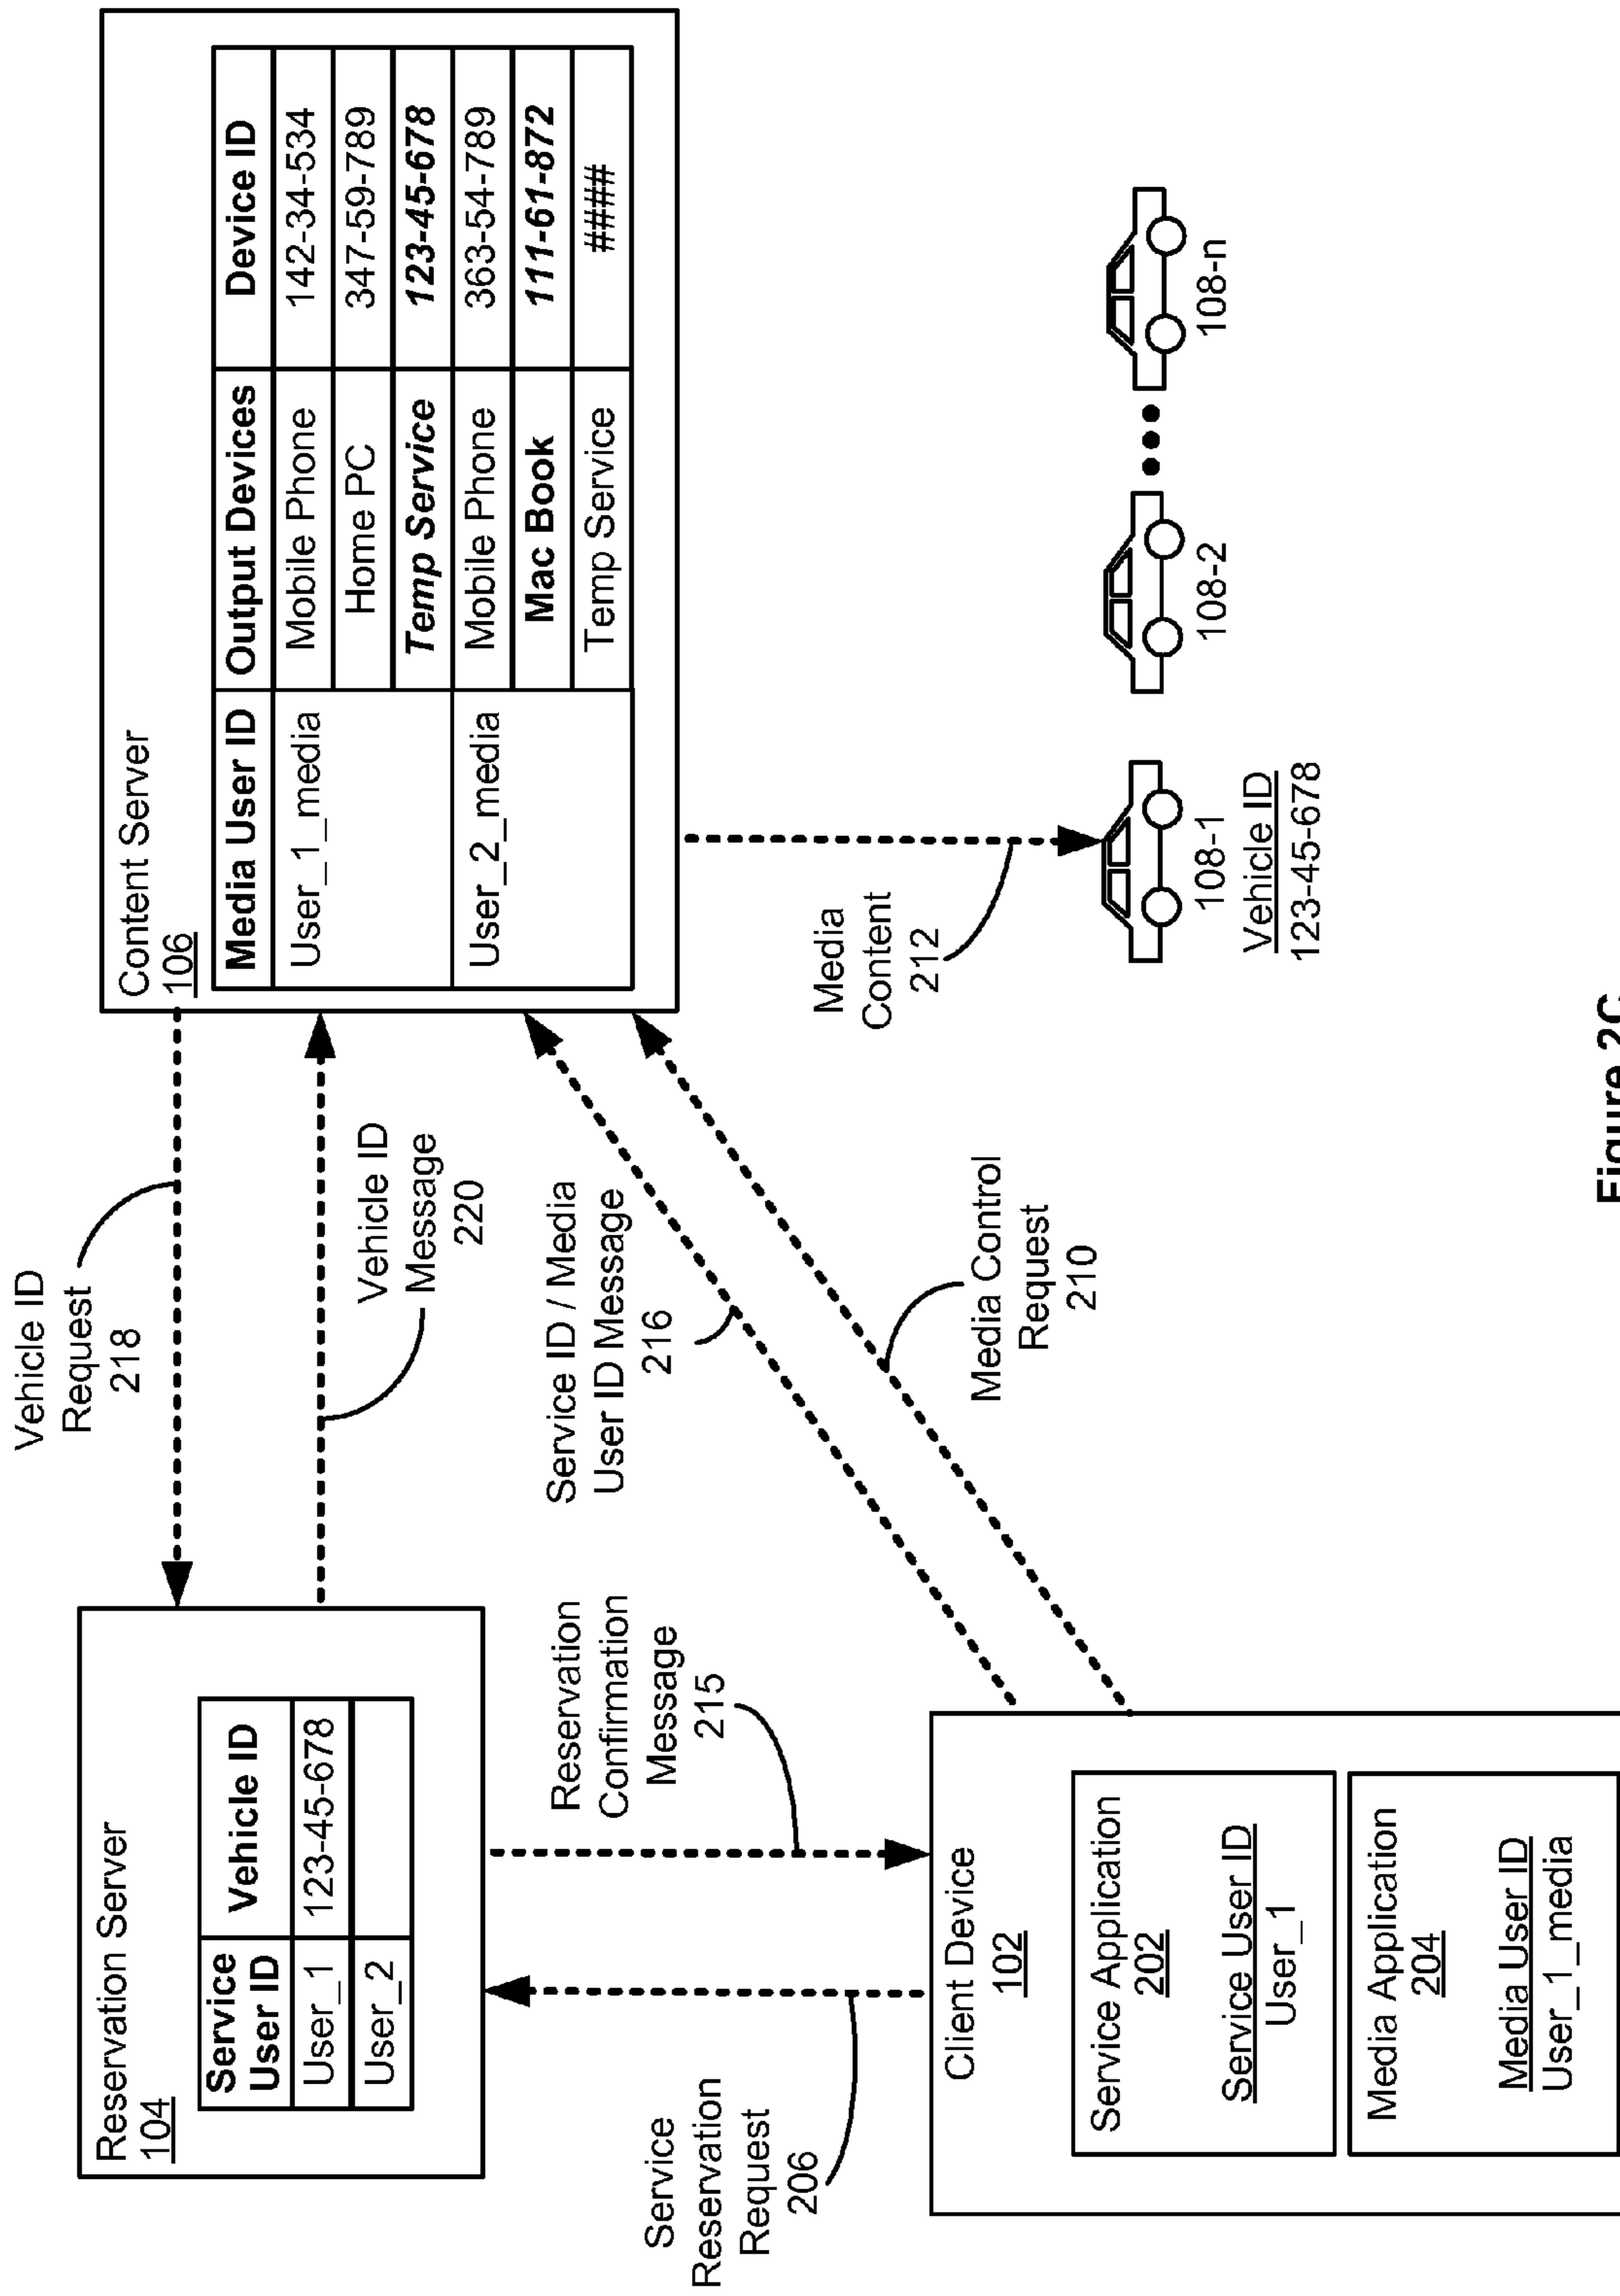 Reservation Server
104
Service User ID
Vehicle ID
User_1
123-45-678
User_2
Vehicle ID
Request
218
Vehicle ID
Message
220
Content Server
106
Media User ID
Output Devices
Device ID
User_1_media
Mobile Phone
142-34-534
Home PC
347-59-789
Temp Service
123-45-678
User_2_media
Mobile Phone
363-54-789
Mac Book
111-61-872
Temp Service
####
Service
Reservation
Request
206
Reservation
Confirmation
Message
215
Service ID / Media
User ID Message
216
Media Control
Request
210
Media
Content
212
Client Device
102
Service Application
202
Service User ID
User_1
Media Application
204
Media User ID
User_1_media
108-1
Vehicle ID
123-45-678
108-2
108-n
Figure 2C